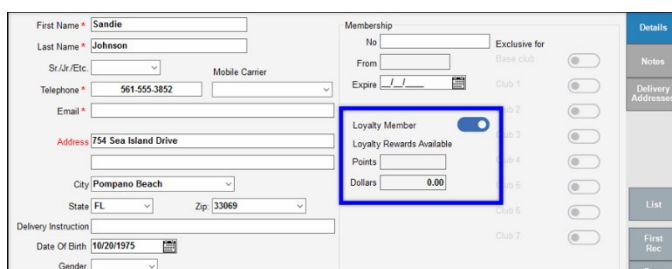 First Name * Sandie
Last Name * Johnson
Sr./Jr./Etc.
Mobile Carrier
Telephone * 561-555-3852
Email *
Address 754 Sea Island Drive
City Pompano Beach
State FL Zip: 33069
Delivery Instruction
Date Of Birth 10/20/1975
Gender
Membership
No
Exclusive for
From
Base club
Expire _/_/____
Club 1
Club 2
Loyalty Member
Club 3
Loyalty Rewards Available
Points
Club 4
Dollars 0.00
Club 5
Club 6
Club 7
Details
Notes
Delivery
Addresses
List
First
Rec